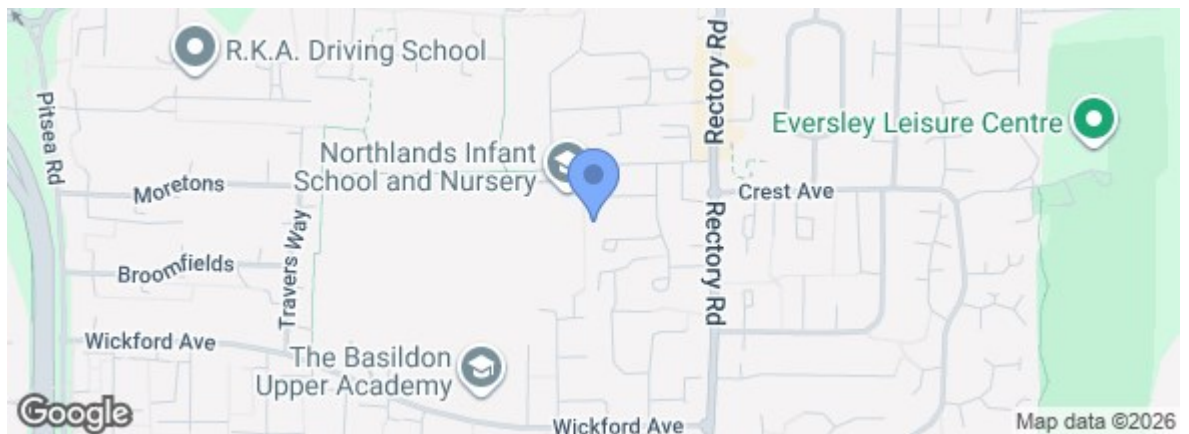 R.K.A. Driving School
Pitsea Rd
Rectory Rd
Eversley Leisure Centre
Northlands Infant
School and Nursery
Moretons
Crest Ave
Travers Way
Rectory Rd
Broomfields
Wickford Ave
The Basildon
Upper Academy
Wickford Ave
Google
Map data ©2026